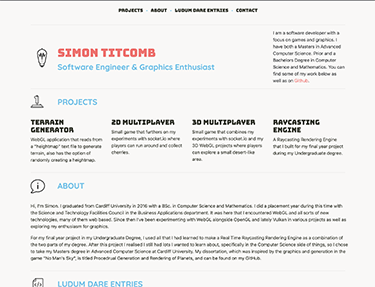 PROJECTS · ABOUT · LUDUM DARE ENTRIES · CONTACT
SIMON TITCOMB
Software Engineer & Graphics Enthusiast
I am a software developer with a
focus on games and graphics. I
have both a Masters in Advanced
Computer Science. Prior and a
Bachelors Degree in Computer
Science and Mathematics. You can
find some of my work below as
well as on Github.
PROJECTS
TERRAIN
GENERATOR
WebGL application that reads from
a "heightmap" text file to generate
terrain, also has the option of
randomly creating a heightmap.
2D MULTIPLAYER
Small game that furthers on my
experiments with socket.io where
players can run around and collect
cherries.
3D MULTIPLAYER
Small game that combines my
experiments with socket.io and my
3D WebGL projects where players
can explore a small desert-like
area.
RAYCASTING
ENGINE
A Raycasting Rendering Engine
that I built for my final year project
during my Undergraduate degree.
ABOUT
Hi, I'm Simon. I graduated from Cardiff University in 2016 with a BSc. in Computer Science and Mathematics. I did a placement year during this time with
the Science and Technology Facilities Council in the Business Applications department. It was here that I encountered WebGL and all sorts of new
technologies, many of them web based. Since then I've been experimenting with WebGL alongside OpenGL and lately Vulkan in various projects as well as
exploring my enthusiasm for graphics.
For my final year project in my Undergraduate Degree, I used all that I had learned to make a Real Time Raycasting Rendering Engine as a combination of
the two parts of my degree. After this project I realised I still had lots I wanted to learn about, specifically in the Computer Science side of things, so I chose
to take my Masters degree in Advanced Computer Science at Cardiff University. My dissertation, which was inspired by the graphics and generation in the
game "No Man's Sky", is titled Procedural Generation and Rendering of Planets, and can be found on my GitHub.
LUDUM DARE ENTRIES